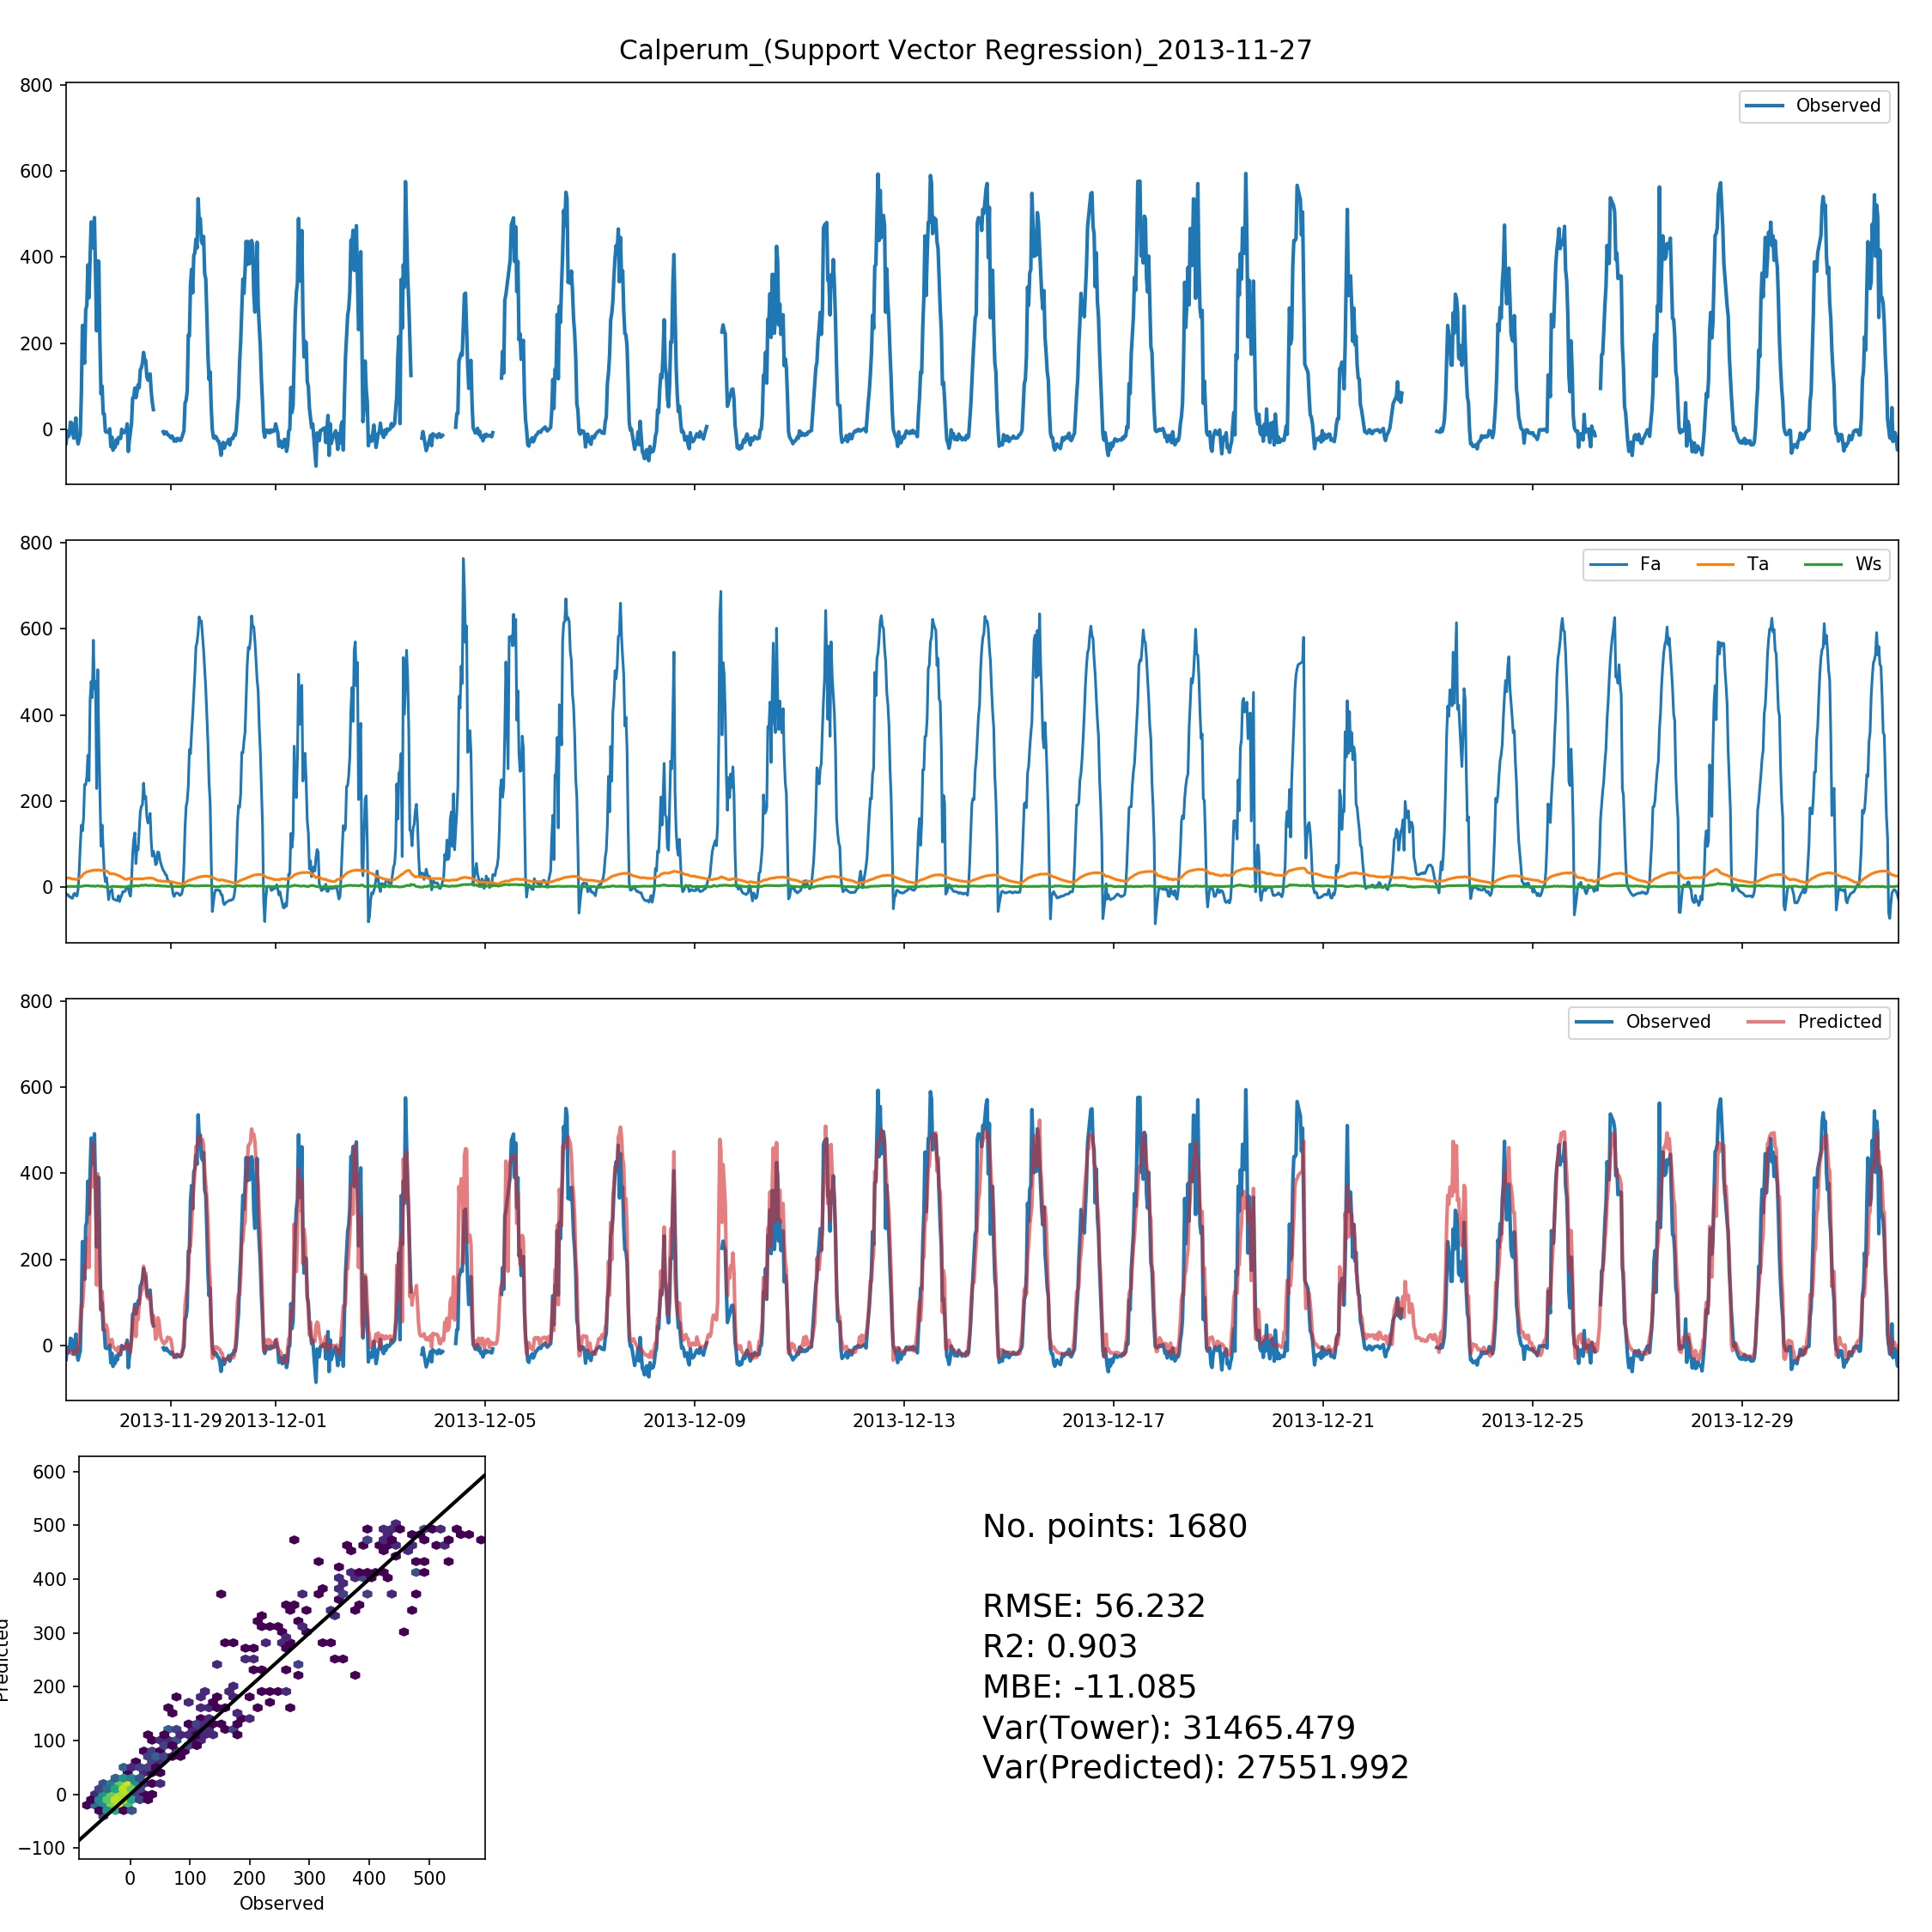 Calperum_(Support Vector Regression)_2013-11-27
800
600
400
200
0
Observed
800
600
400
200
0
Fa Ta Ws
800
600
400
200
0
Observed Predicted
2013-11-29 2013-12-01 2013-12-05 2013-12-09 2013-12-13 2013-12-17 2013-12-21 2013-12-25 2013-12-29
600
500
400
300
200
100
0
−100
Predicted
0 100 200 300 400 500
Observed
No. points: 1680
RMSE: 56.232
R2: 0.903
MBE: -11.085
Var(Tower): 31465.479
Var(Predicted): 27551.992